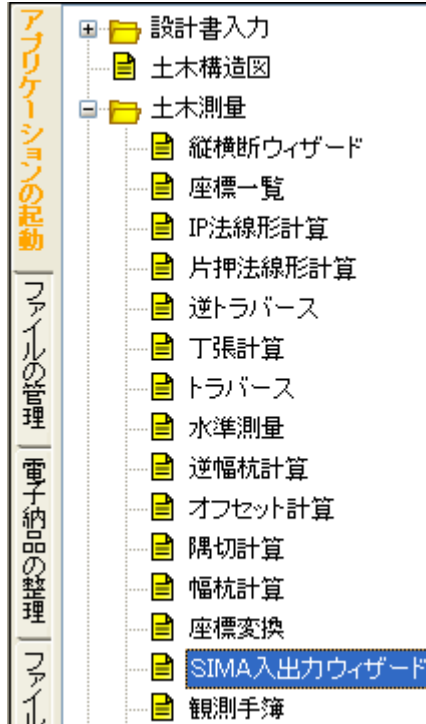 アプリケーションの起動
ファイルの管理
電子納品の整理
ファイル
設計書入力
土木構造図
土木測量
縦横断ウィザード
座標一覧
IP法線形計算
片押法線形計算
逆トラバース
丁張計算
トラバース
水準測量
逆幅杭計算
オフセット計算
隅切計算
幅杭計算
座標変換
SIMA入出力ウィザード
観測手簿